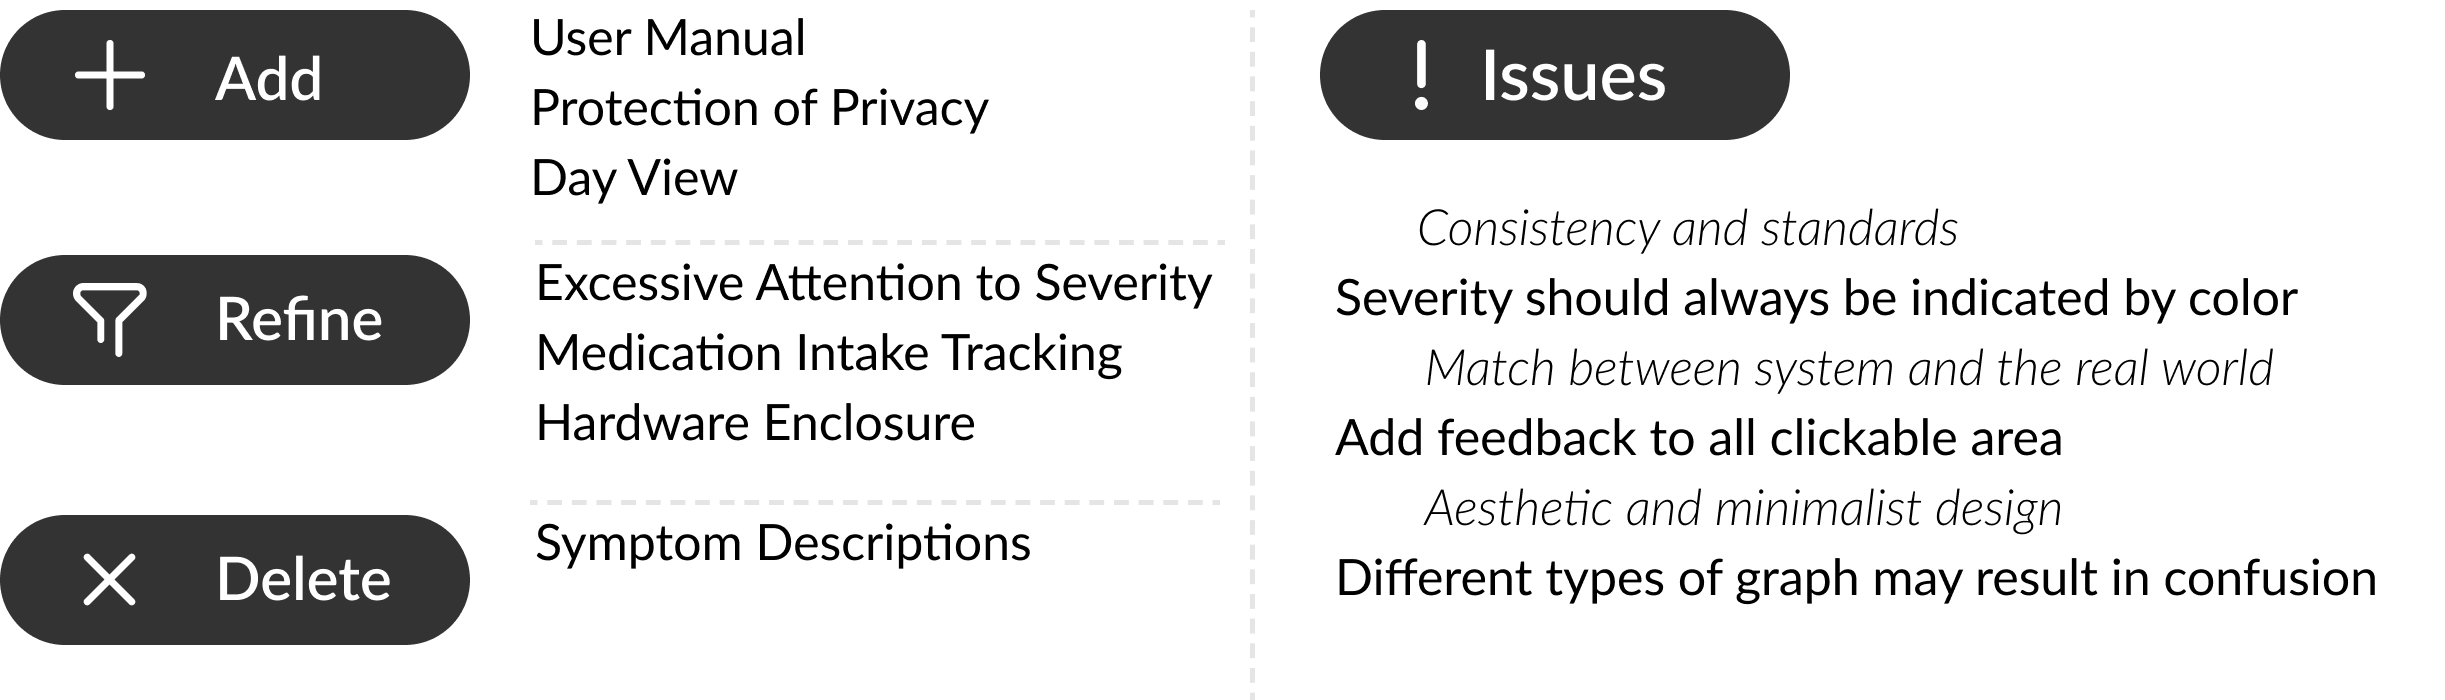 Add
User Manual
Protection of Privacy
Day View
Refine
Excessive Attention to Severity
Medication Intake Tracking
Hardware Enclosure
Delete
Symptom Descriptions
Issues
Consistency and standards
Severity should always be indicated by color
Match between system and the real world
Add feedback to all clickable area
Aesthetic and minimalist design
Different types of graph may result in confusion